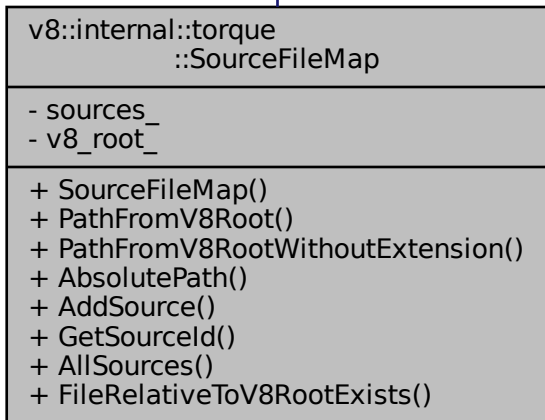 v8::internal::torque
::SourceFileMap
- sources_
- v8_root_
+ SourceFileMap()
+ PathFromV8Root()
+ PathFromV8RootWithoutExtension()
+ AbsolutePath()
+ AddSource()
+ GetSourceId()
+ AllSources()
+ FileRelativeToV8RootExists()